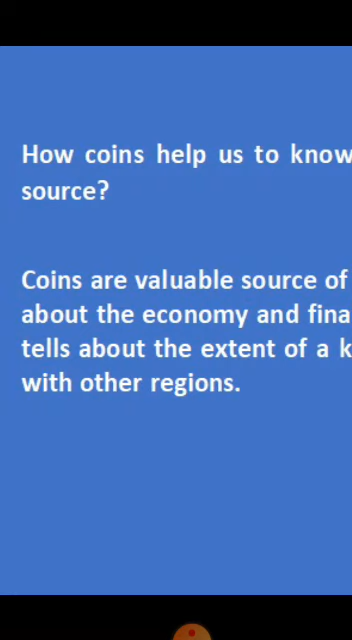 How coins help us to know
source?
Coins are valuable source of
about the economy and fina
tells about the extent of a k
with other regions.